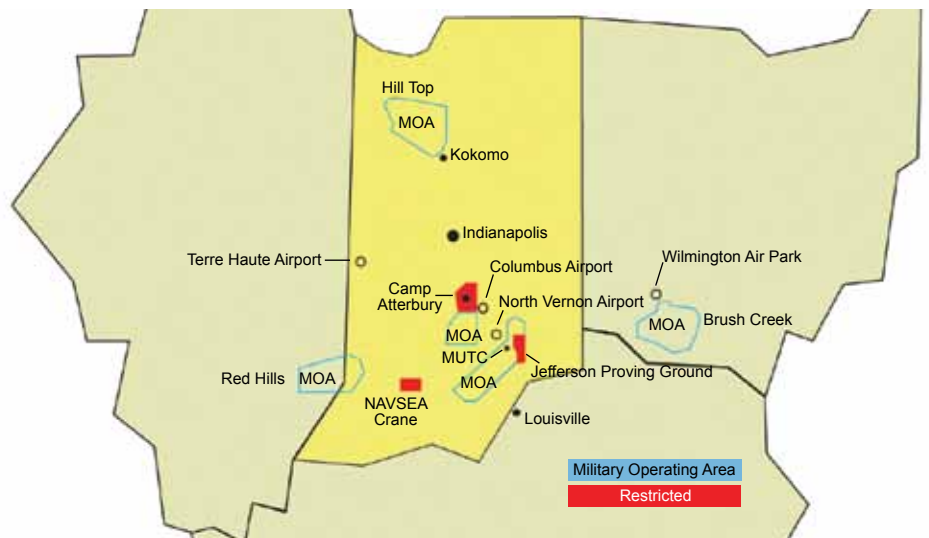 Hill Top
MOA
Kokomo
Indianapolis
Terre Haute Airport
Columbus Airport
Wilmington Air Park
Camp
Atterbury
North Vernon Airport
MOA
MOA
Brush Creek
MUTC
Jefferson Proving Ground
Red Hills
MOA
MOA
NAVSEA
Crane
Louisville
Military Operating Area
Restricted